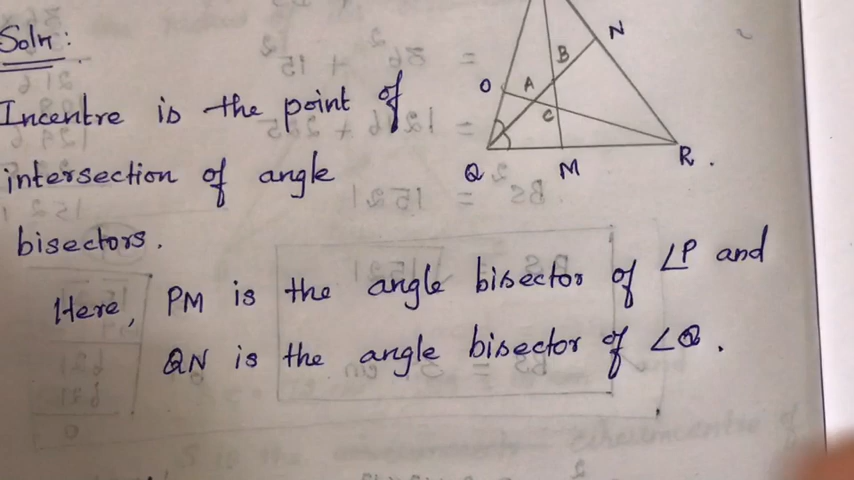 Soln:
Incentre is the point of
intersection of angle
bisectors.
Here, PM is the angle bisector of ∠P and
QN is the angle bisector of ∠Q.
N
B
O
A
C
Q
M
R.